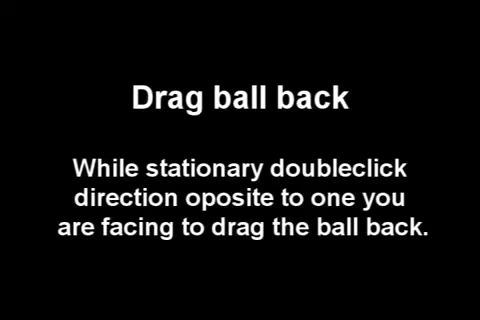 Drag ball back
While stationary doubleclick
direction oposite to one you
are facing to drag the ball back.